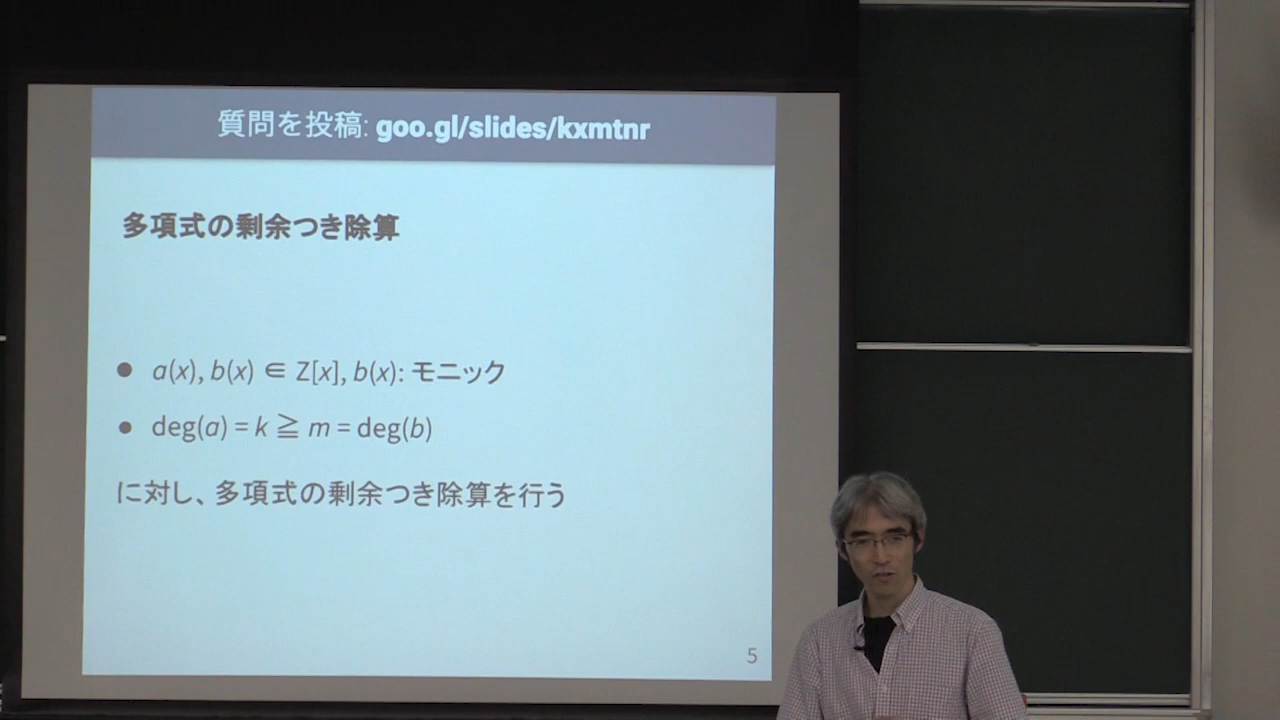 質問を投稿: goo.gl/slides/kxmtnr
多項式の剰余つき除算
● a(x), b(x) ∈ Z[x], b(x): モニック
● deg(a) = k ≧ m = deg(b)
に対し、多項式の剰余つき除算を行う
5